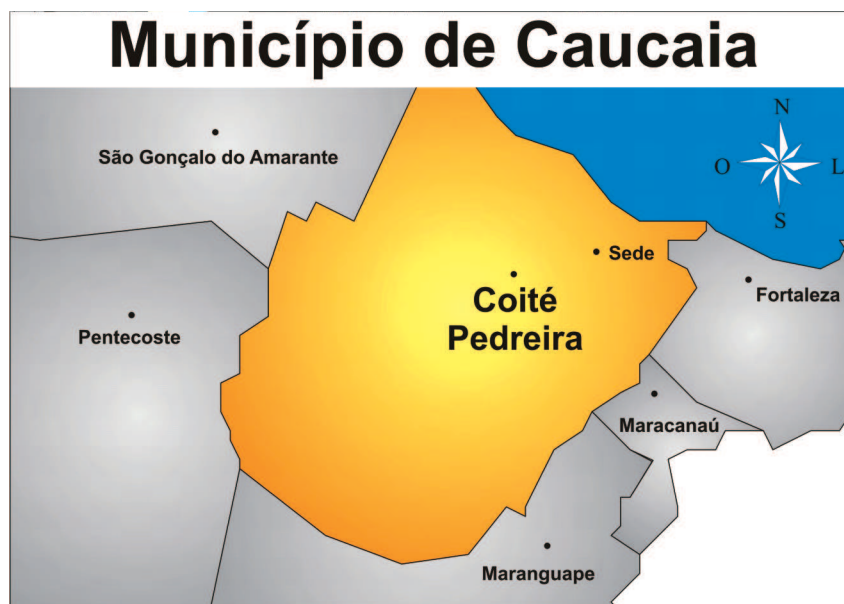 Município de Caucaia
N
São Gonçalo do Amarante
O
L
S
Sede
Coité
Pedreira
Fortaleza
Pentecoste
Maracanaú
Maranguape